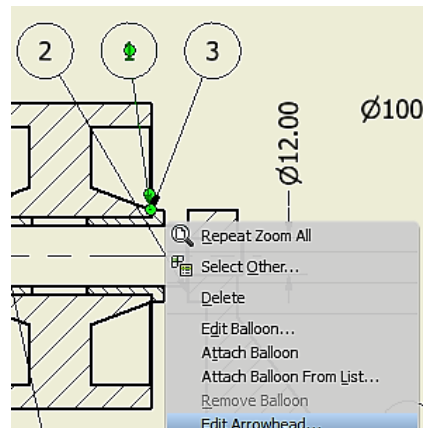 2 1 3
Ø12.00
Ø100
Repeat Zoom All
Select Other...
Delete
Edit Balloon...
Attach Balloon
Attach Balloon From List...
Remove Balloon
Edit Arrowhead...